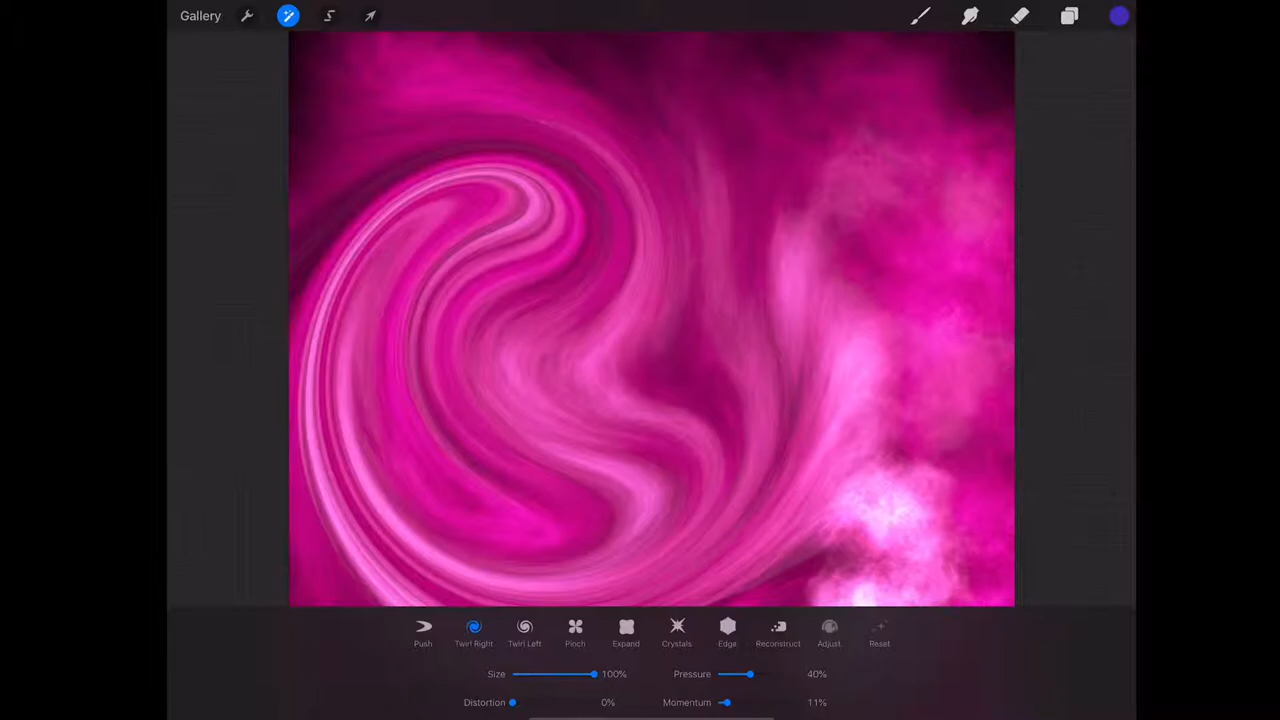 Gallery
Push Twirl Right Twirl Left Pinch Expand Crystals Edge Reconstruct Adjust Reset
Size 100% Pressure 40%
Distortion 0% Momentum 11%